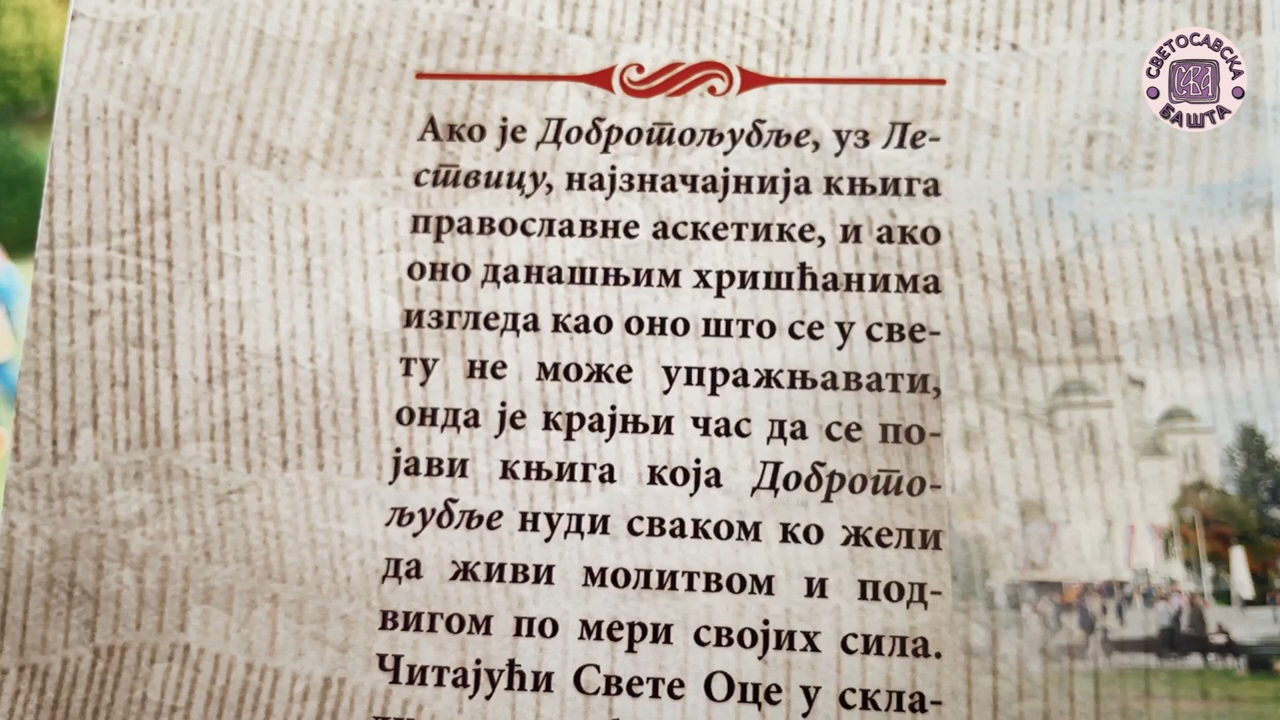 Ако је Добротољубље, уз Ле-
ствицу, најзначајнија књига
православне аскетике, и ако
оно данашњим хришћанима
изгледа као оно што се у све-
ту не може упражњавати,
онда је крајњи час да се по-
јави књига која Доброто-
љубље нуди сваком ко жели
да живи молитвом и под-
вигом по мери својих сила.
Читајући Свете Оце у скла-
СВЕТОСАВСКА
САВА
БАШТА